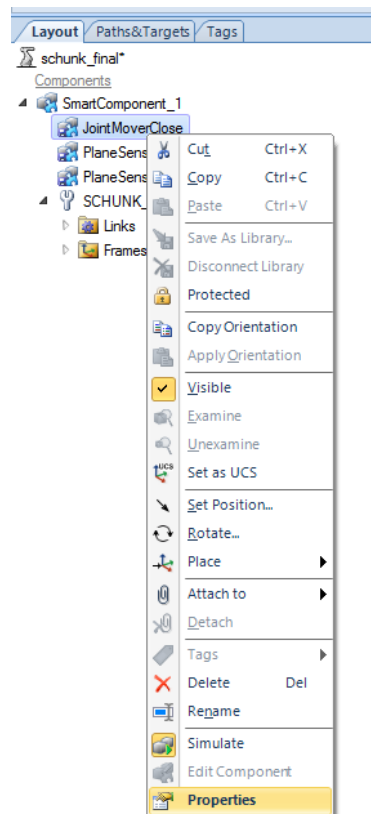 Layout Paths&Targets Tags
schunk_final*
Components
SmartComponent_1
JointMoverClose
PlaneSens
PlaneSens
SCHUNK_
Links
Frames
Cut Ctrl+X
Copy Ctrl+C
Paste Ctrl+V
Save As Library...
Disconnect Library
Protected
Copy Orientation
Apply Orientation
Visible
Examine
Unexamine
UCS Set as UCS
Set Position...
Rotate...
Place
Attach to
Detach
Tags
Delete Del
Rename
Simulate
Edit Component
Properties